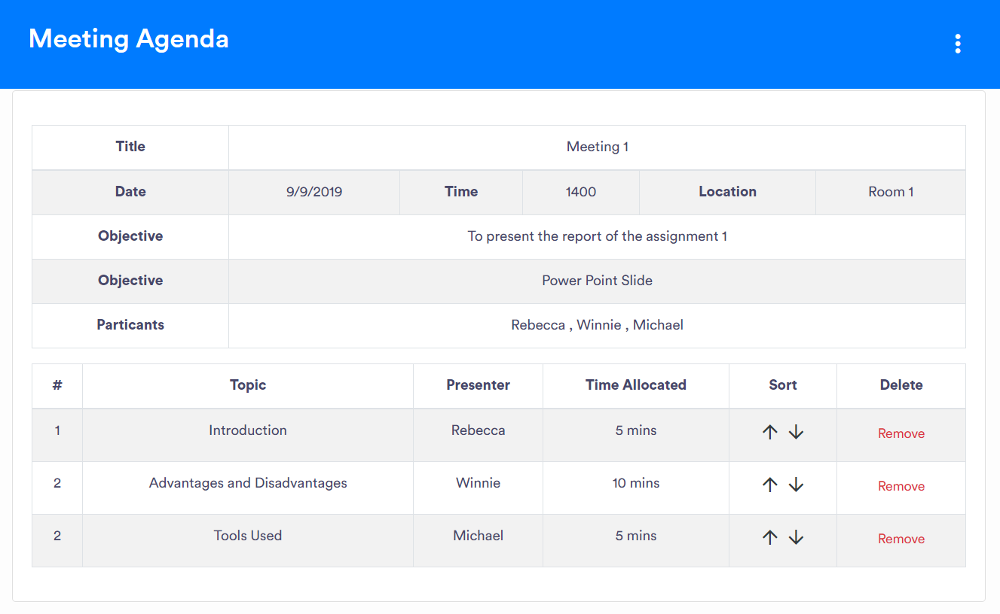 Meeting Agenda
Title Meeting 1
Date 9/9/2019 Time 1400 Location Room 1
Objective To present the report of the assignment 1
Objective Power Point Slide
Particants Rebecca , Winnie , Michael
# Topic Presenter Time Allocated Sort Delete
1 Introduction Rebecca 5 mins Remove
2 Advantages and Disadvantages Winnie 10 mins Remove
2 Tools Used Michael 5 mins Remove